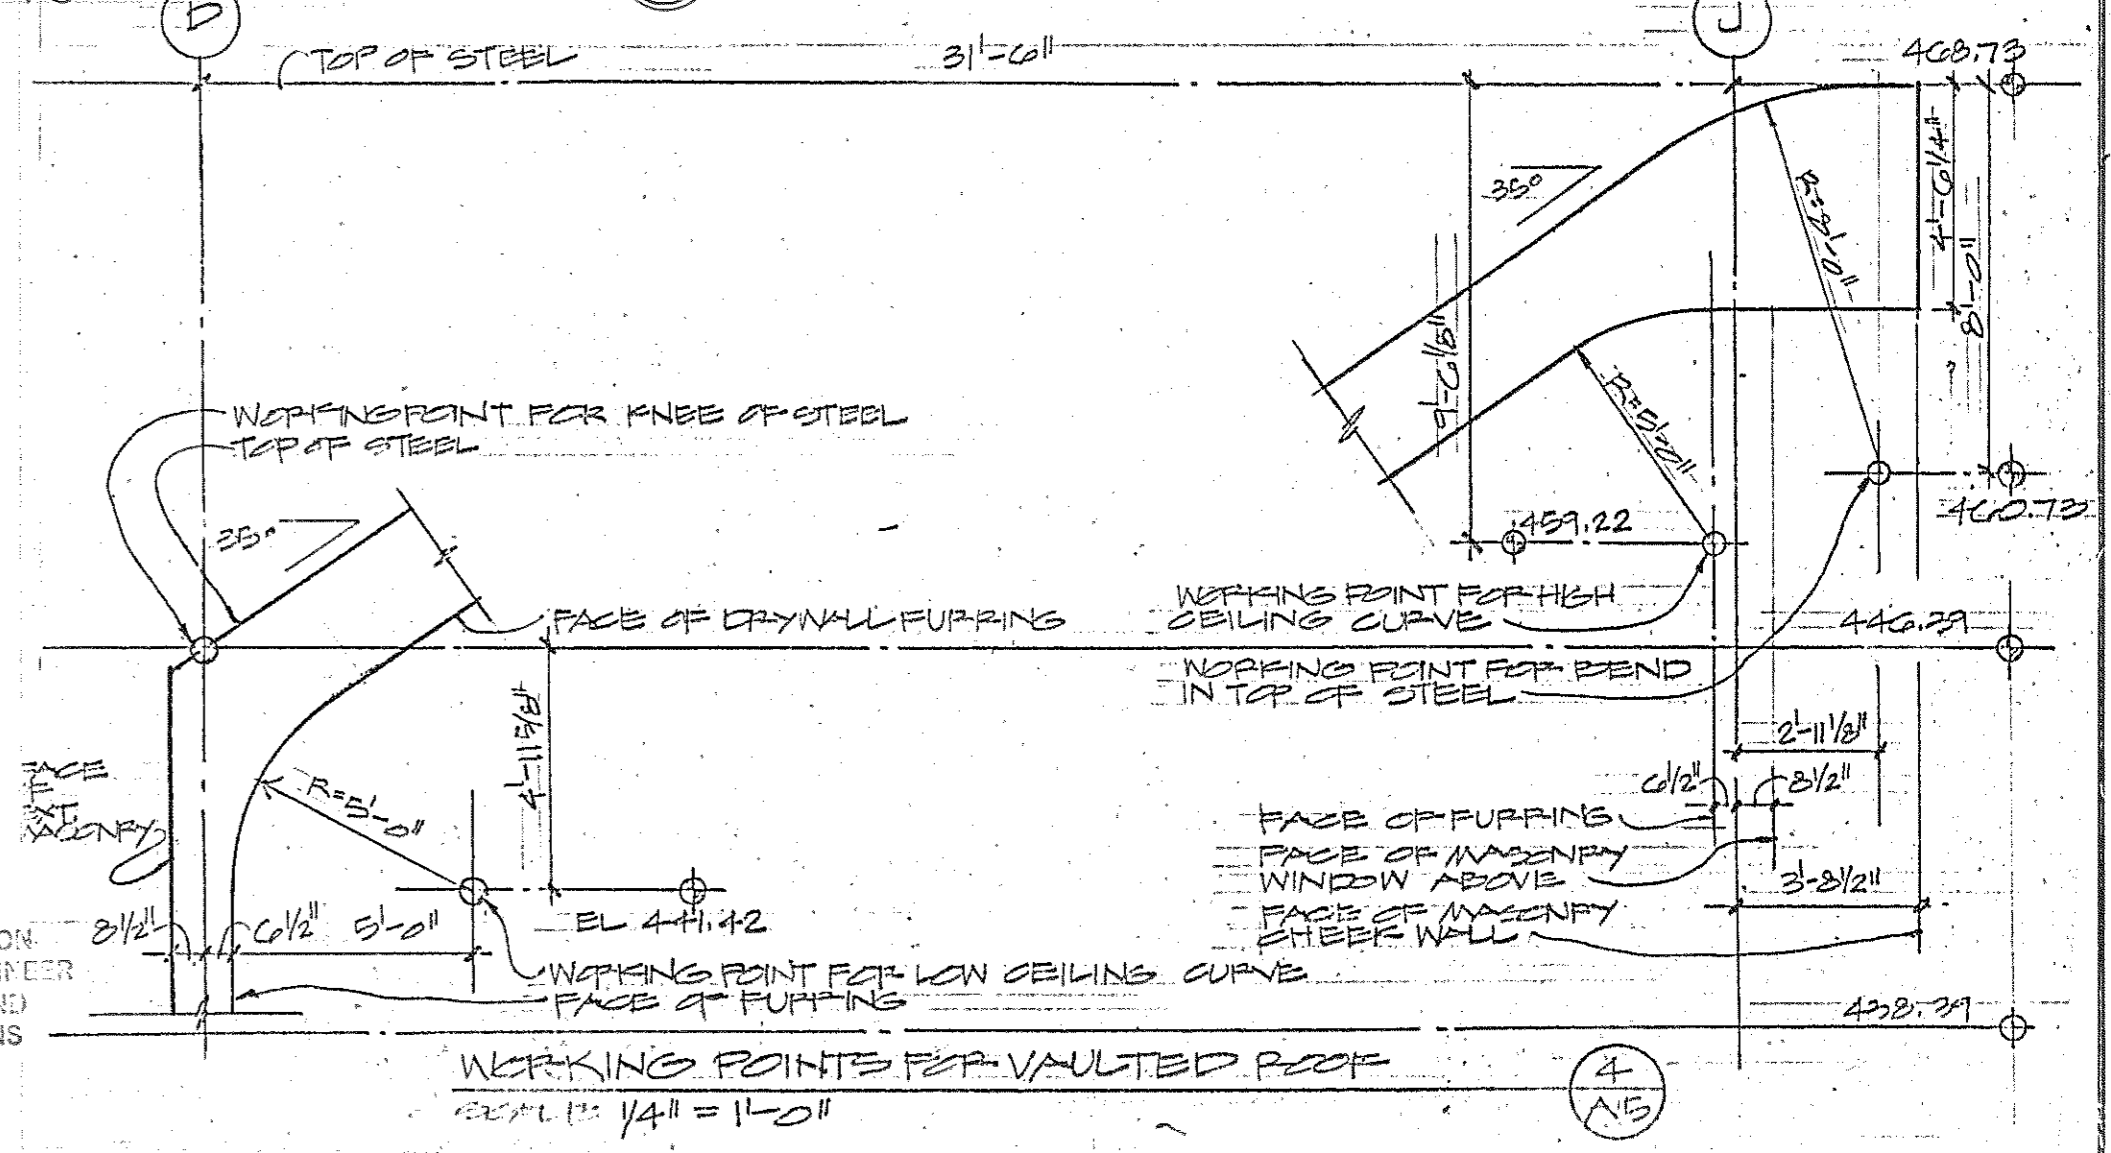 D
J
TOP OF STEEL
31'-6"
468.73
35°
R=8'-0"
4'-6 1/4"
8'-0"
9'-6 1/8"
R=5'-0"
WORKING POINT FOR KNEE OF STEEL
TOP OF STEEL
35°
459.22
460.73
WORKING POINT FOR HIGH
CEILING CURVE
FACE OF DRYWALL FURRING
446.39
WORKING POINT FOR BEND
IN TOP OF STEEL
4'-11 5/8"
2'-11 1/8"
6 1/2"
8 1/2"
FACE
EXT.
MASONRY
R=5'-0"
FACE OF FURRING
FACE OF MASONRY
WINDOW ABOVE
3'-8 1/2"
FACE OF MASONRY
CHEEK WALL
8 1/2"
6 1/2"
5'-0"
EL 441.42
WORKING POINT FOR LOW CEILING CURVE
FACE OF FURRING
438.39
WORKING POINTS FOR VAULTED ROOF
SCALE: 1/4" = 1'-0"
4
A15